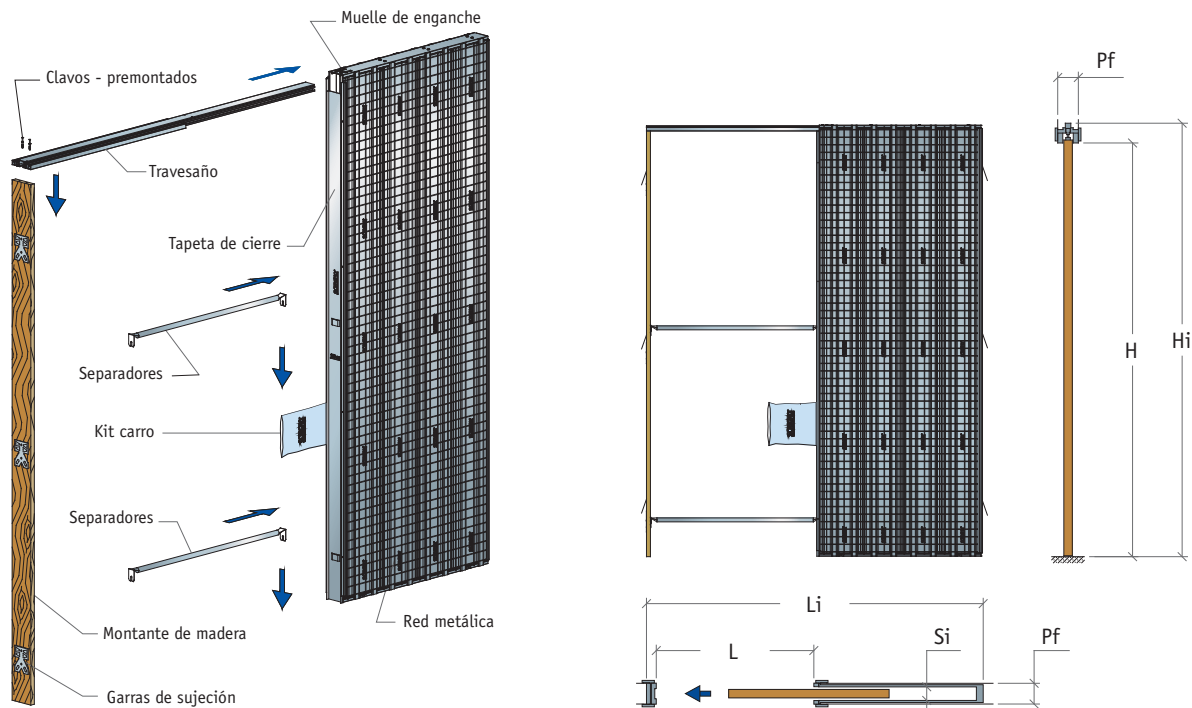 Muelle de enganche
Clavos - premontados
Travesaño
Tapeta de cierre
Separadores
Kit carro
Separadores
Montante de madera
Garras de sujeción
Red metálica
Pf
H
Hi
Li
L
Si
Pf